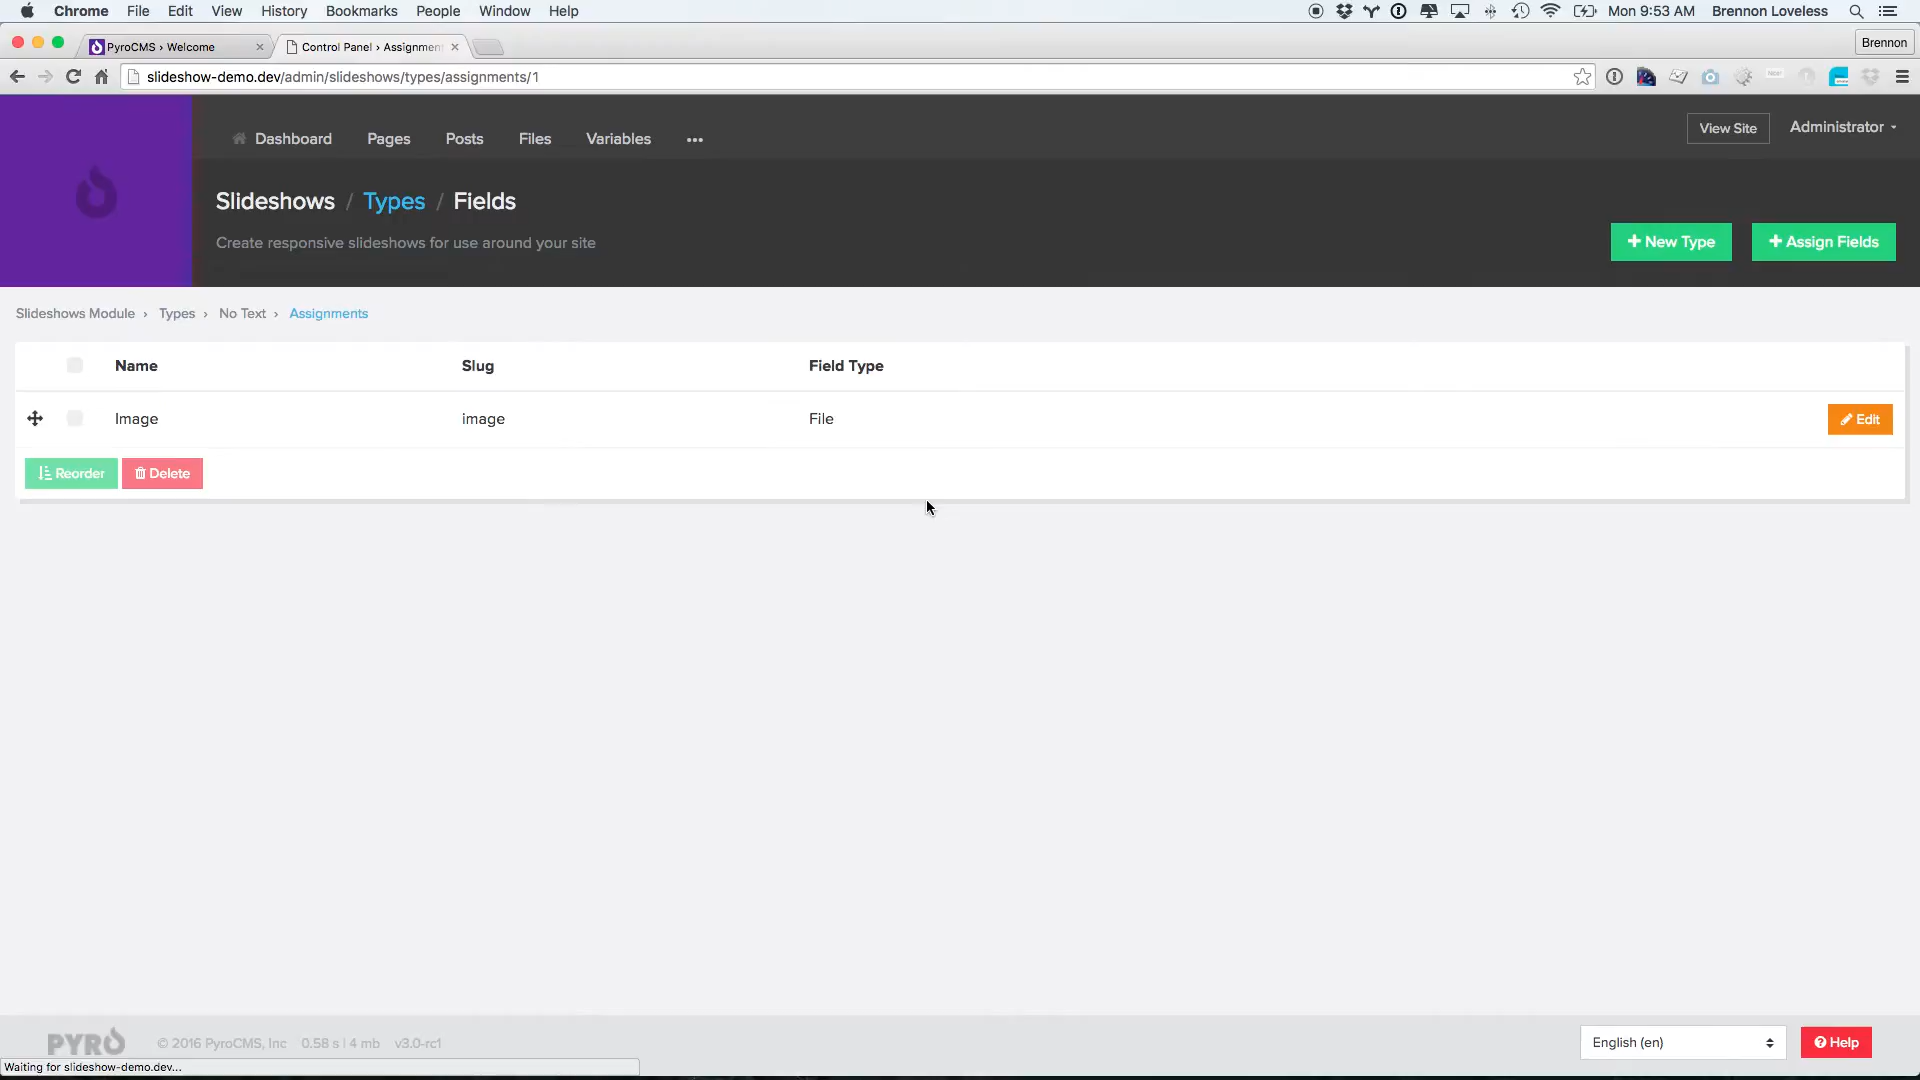 Chrome File Edit View History Bookmarks People Window Help Mon 9:53 AM Brennon Loveless
PyroCMS › Welcome Control Panel › Assignmen Brennon
slideshow-demo.dev/admin/slideshows/types/assignments/1
Dashboard Pages Posts Files Variables View Site Administrator
Slideshows / Types / Fields
Create responsive slideshows for use around your site
New Type Assign Fields
Slideshows Module › Types › No Text › Assignments
Name Slug Field Type
Image image File Edit
Reorder Delete
PYRO © 2016 PyroCMS, Inc 0.58 s | 4 mb v3.0-rc1 English (en) Help
Waiting for slideshow-demo.dev...